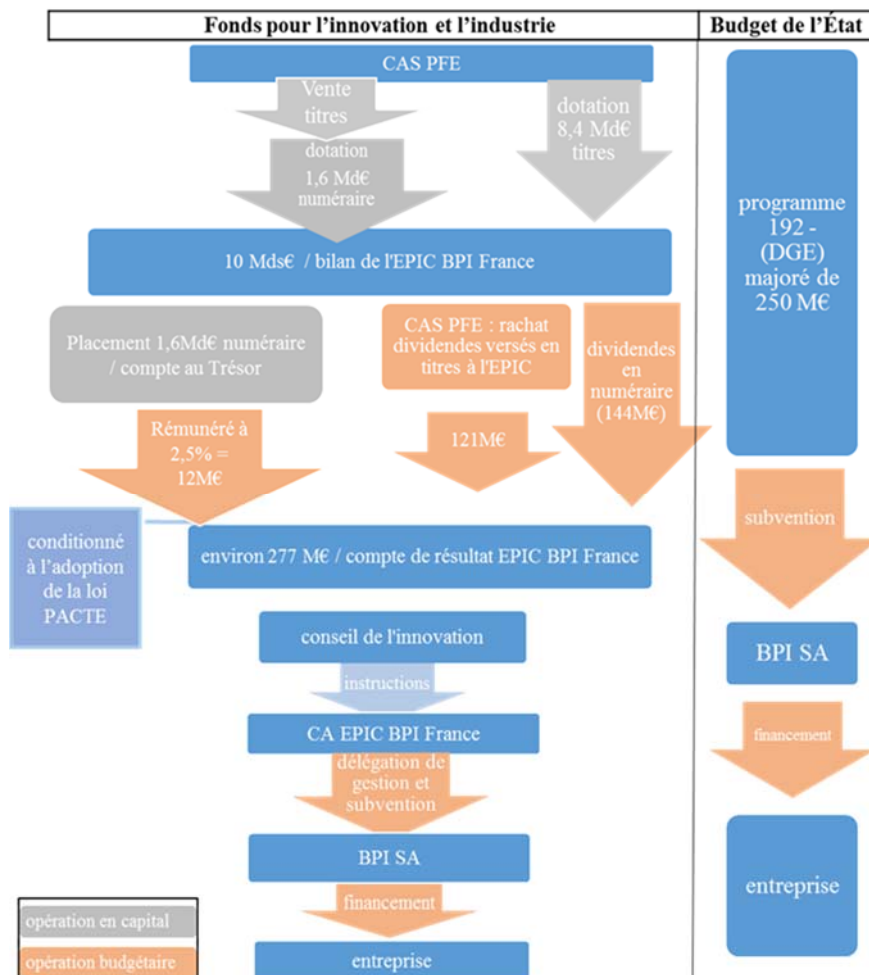 Fonds pour l'innovation et l'industrie
Budget de l'État
CAS PFE
Vente
titres
dotation
8,4 Md€
titres
dotation
1,6 Md€
numéraire
programme
192 -
(DGE)
majoré de
250 M€
10 Mds€ / bilan de l'EPIC BPI France
Placement 1,6Md€ numéraire
/ compte au Trésor
CAS PFE : rachat
dividendes versés en
titres à l'EPIC
dividendes
en
numéraire
(144M€)
Rémunéré à
2,5% =
12M€
121M€
subvention
conditionné
à l'adoption
de la loi
PACTE
environ 277 M€ / compte de résultat EPIC BPI France
conseil de l'innovation
BPI SA
instructions
CA EPIC BPI France
financement
délégation de
gestion et
subvention
BPI SA
entreprise
financement
opération en capital
opération budgétaire
entreprise